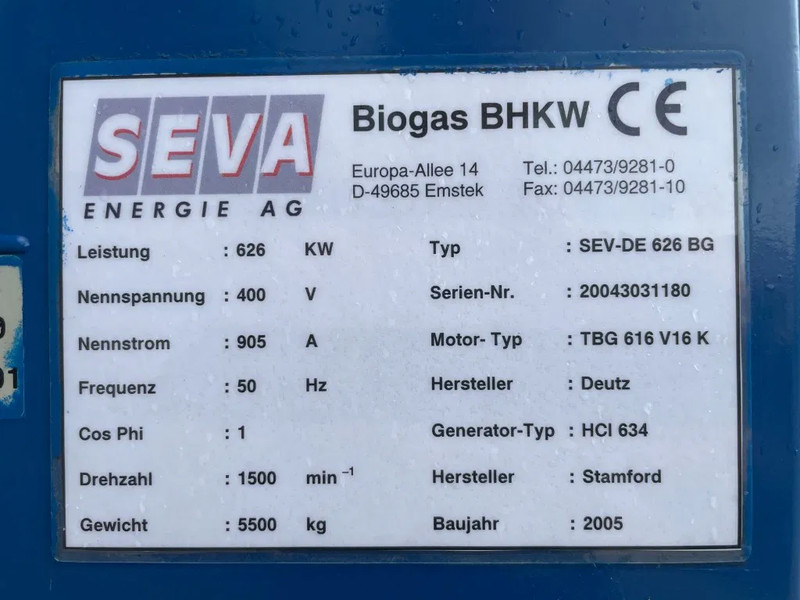 SEVA
ENERGIE AG
Biogas BHKW CE
Europa-Allee 14 Tel.: 04473/9281-0
D-49685 Emstek Fax: 04473/9281-10
Leistung : 626 KW Typ : SEV-DE 626 BG
Nennspannung : 400 V Serien-Nr. : 20043031180
Nennstrom : 905 A Motor- Typ : TBG 616 V16 K
Frequenz : 50 Hz Hersteller : Deutz
Cos Phi : 1 Generator-Typ : HCI 634
Drehzahl : 1500 min⁻¹ Hersteller : Stamford
Gewicht : 5500 kg Baujahr : 2005